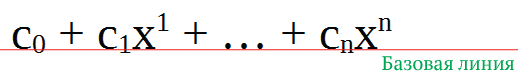 c₀ + c₁x¹ + … + cₙxⁿ
Базовая линия